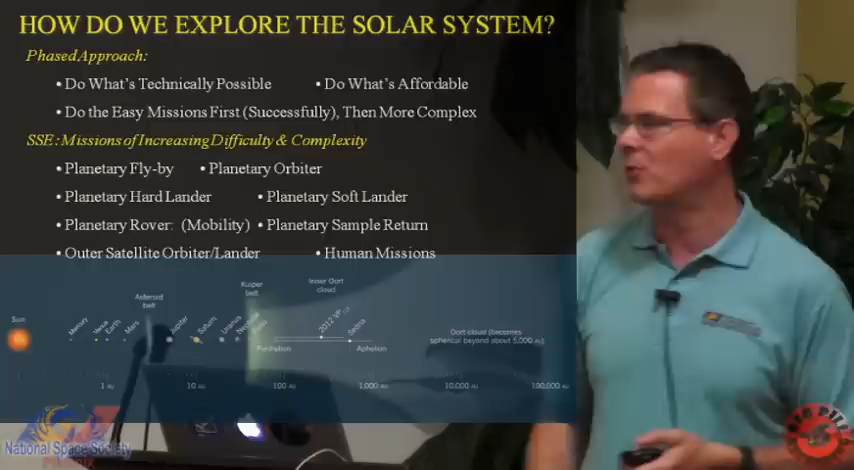 HOW DO WE EXPLORE THE SOLAR SYSTEM?
Phased Approach:
• Do What's Technically Possible • Do What's Affordable
• Do the Easy Missions First (Successfully), Then More Complex
SSE: Missions of Increasing Difficulty & Complexity
• Planetary Fly-by • Planetary Orbiter
• Planetary Hard Lander • Planetary Soft Lander
• Planetary Rover: (Mobility) • Planetary Sample Return
• Outer Satellite Orbiter/Lander • Human Missions
Kuiper belt
Inner Oort cloud
Asteroid belt
Sun Mercury Venus Earth Mars Jupiter Saturn Uranus Neptune 2012 VP Sedna
Perihelion Aphelion
Oort cloud (becomes spherical beyond about 5,000 AU)
1 AU 10 AU 100 AU 1,000 AU 10,000 AU 100,000 AU
National Space Society
PHOENIX